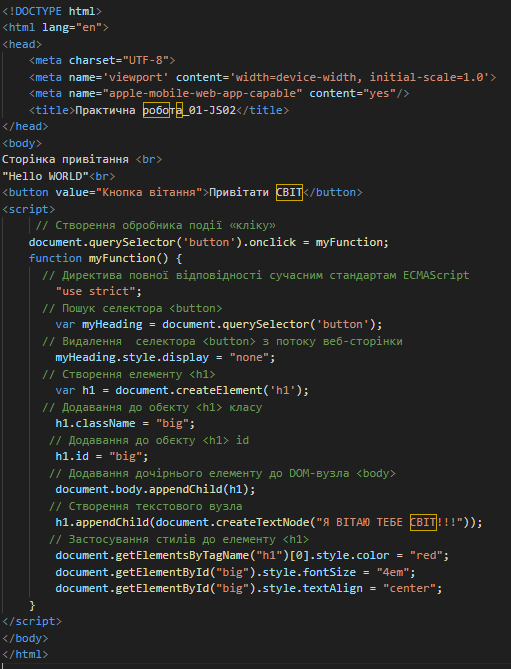 <!DOCTYPE html>
<html lang="en">
<head>
    <meta charset="UTF-8">
    <meta name='viewport' content='width=device-width, initial-scale=1.0'>
    <meta name="apple-mobile-web-app-capable" content="yes"/>
    <title>Практична робота_01-JS02</title>
</head>
<body>
Сторінка привітання <br>
"Hello WORLD"<br>
<button value="Кнопка вітання">Привітати СВІТ</button>
<script>
     // Створення обробника події «кліку»
    document.querySelector('button').onclick = myFunction;
    function myFunction() {
      // Директива повної відповідності сучасним стандартам ECMAScript
        "use strict";
      // Пошук селектора <button>
        var myHeading = document.querySelector('button');
      // Видалення  селектора <button> з потоку веб-сторінки
        myHeading.style.display = "none";
      // Створення елементу <h1>
        var h1 = document.createElement('h1');
      // Додавання до обєкту <h1> класу
        h1.className = "big";
       // Додавання до обєкту <h1> id
        h1.id = "big";
       // Додавання дочірнього елементу до DOM-вузла <body>
        document.body.appendChild(h1);
       // Створення текстового вузла
        h1.appendChild(document.createTextNode("Я ВІТАЮ ТЕБЕ СВІТ!!!"));
       // Застосування стилів до елементу <h1>
        document.getElementsByTagName("h1")[0].style.color = "red";
        document.getElementById("big").style.fontSize = "4em";
        document.getElementById("big").style.textAlign = "center";
    }
</script>
</body>
</html>